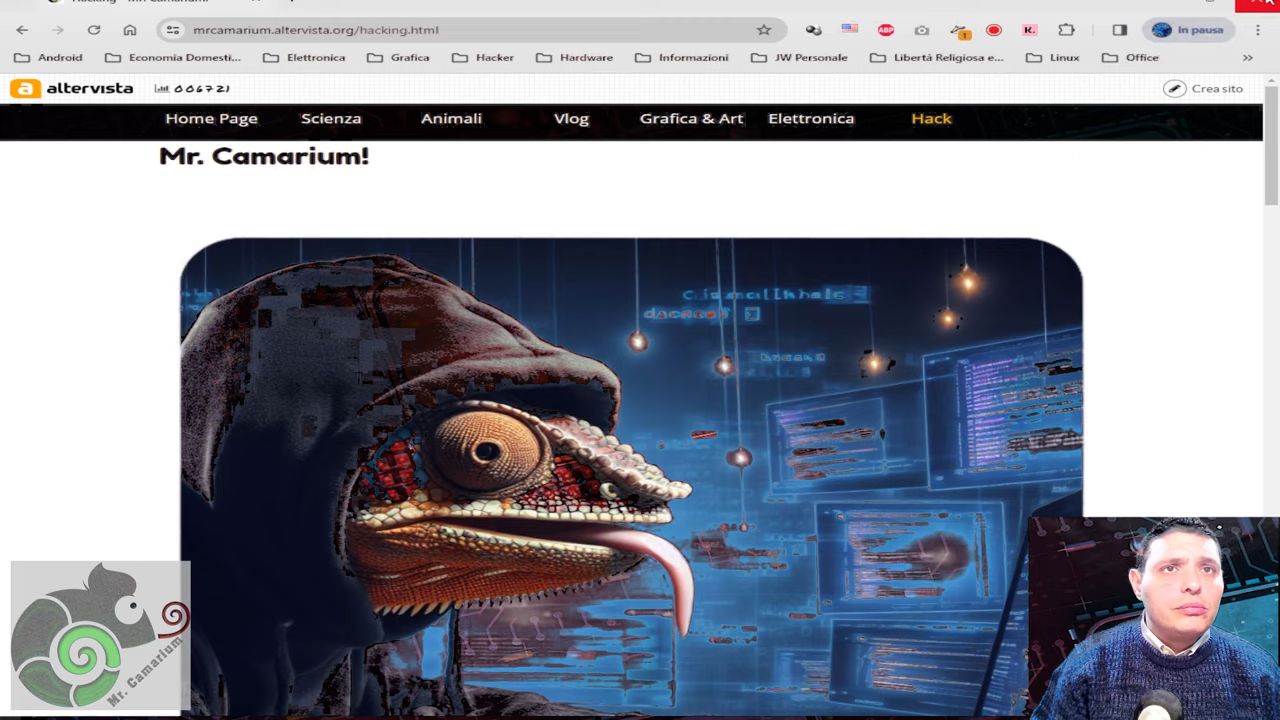 mrcamarium.altervista.org/hacking.html
ABP
1
K.
In pausa
Android
Economia Domesti...
Elettronica
Grafica
Hacker
Hardware
Informazioni
JW Personale
Libertà Religiosa e...
Linux
Office
»
a altervista
006721
Crea sito
Home Page
Scienza
Animali
Vlog
Grafica & Art
Elettronica
Hack
Mr. Camarium!
Mr. Camarium